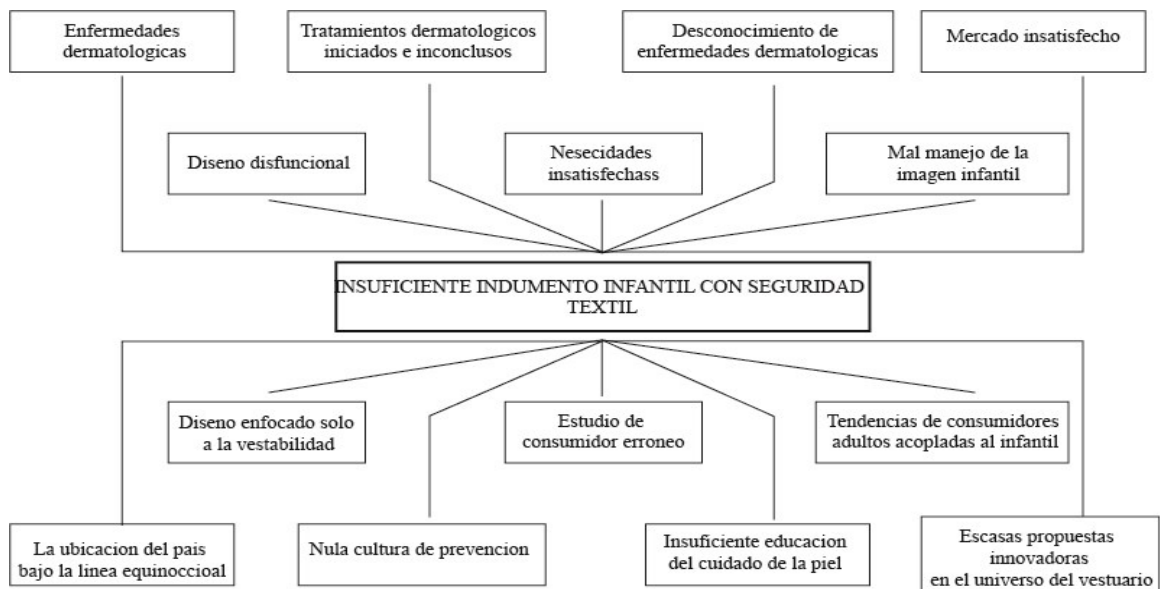 Enfermedades
dermatologicas
Tratamientos dermatologicos
iniciados e inconclusos
Desconocimiento de
enfermedades dermatologicas
Mercado insatisfecho
Diseno disfuncional
Nesecidades
insatisfechass
Mal manejo de la
imagen infantil
INSUFICIENTE INDUMENTO INFANTIL CON SEGURIDAD
TEXTIL
Diseno enfocado solo
a la vestabilidad
Estudio de
consumidor erroneo
Tendencias de consumidores
adultos acopladas al infantil
La ubicacion del pais
bajo la linea equinoccioal
Nula cultura de prevencion
Insuficiente educacion
del cuidado de la piel
Escasas propuestas
innovadoras
en el universo del vestuario